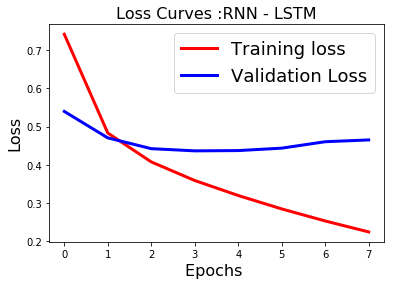 Loss Curves :RNN - LSTM
Training loss
Validation Loss
Loss
0.7
0.6
0.5
0.4
0.3
0.2
0 1 2 3 4 5 6 7
Epochs